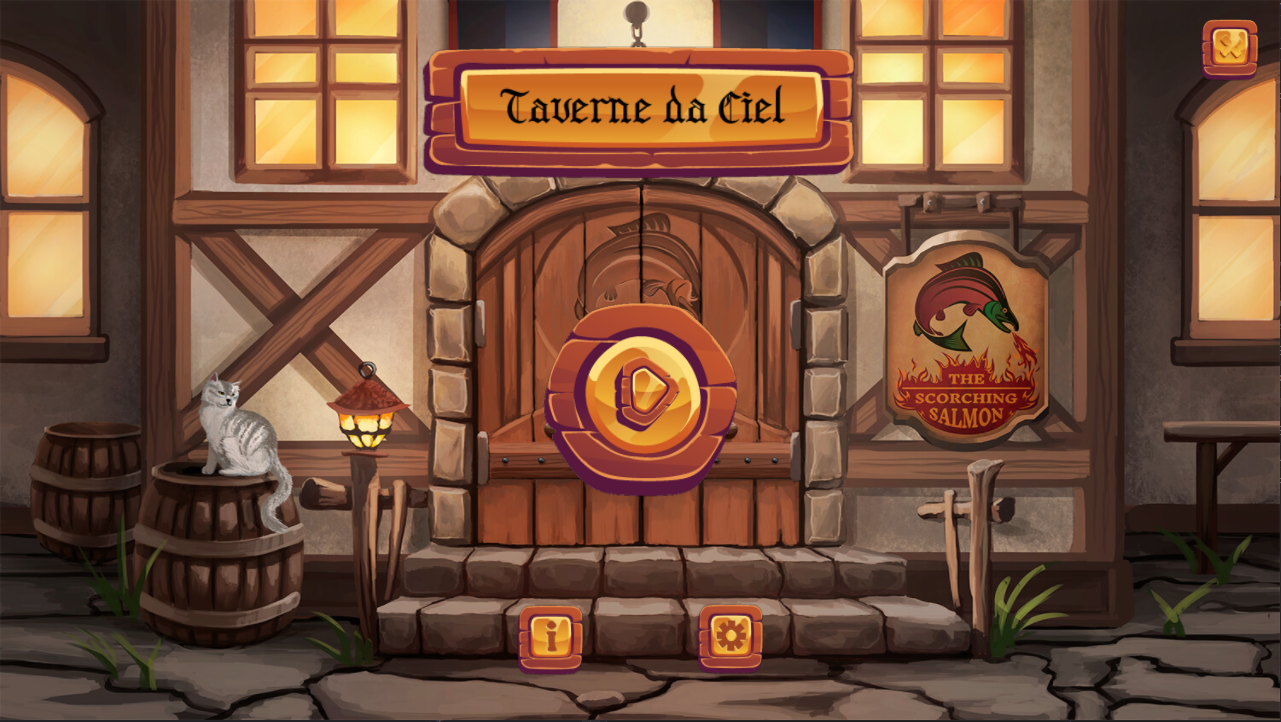 Taverne da Ciel
THE
SCORCHING
SALMON
i